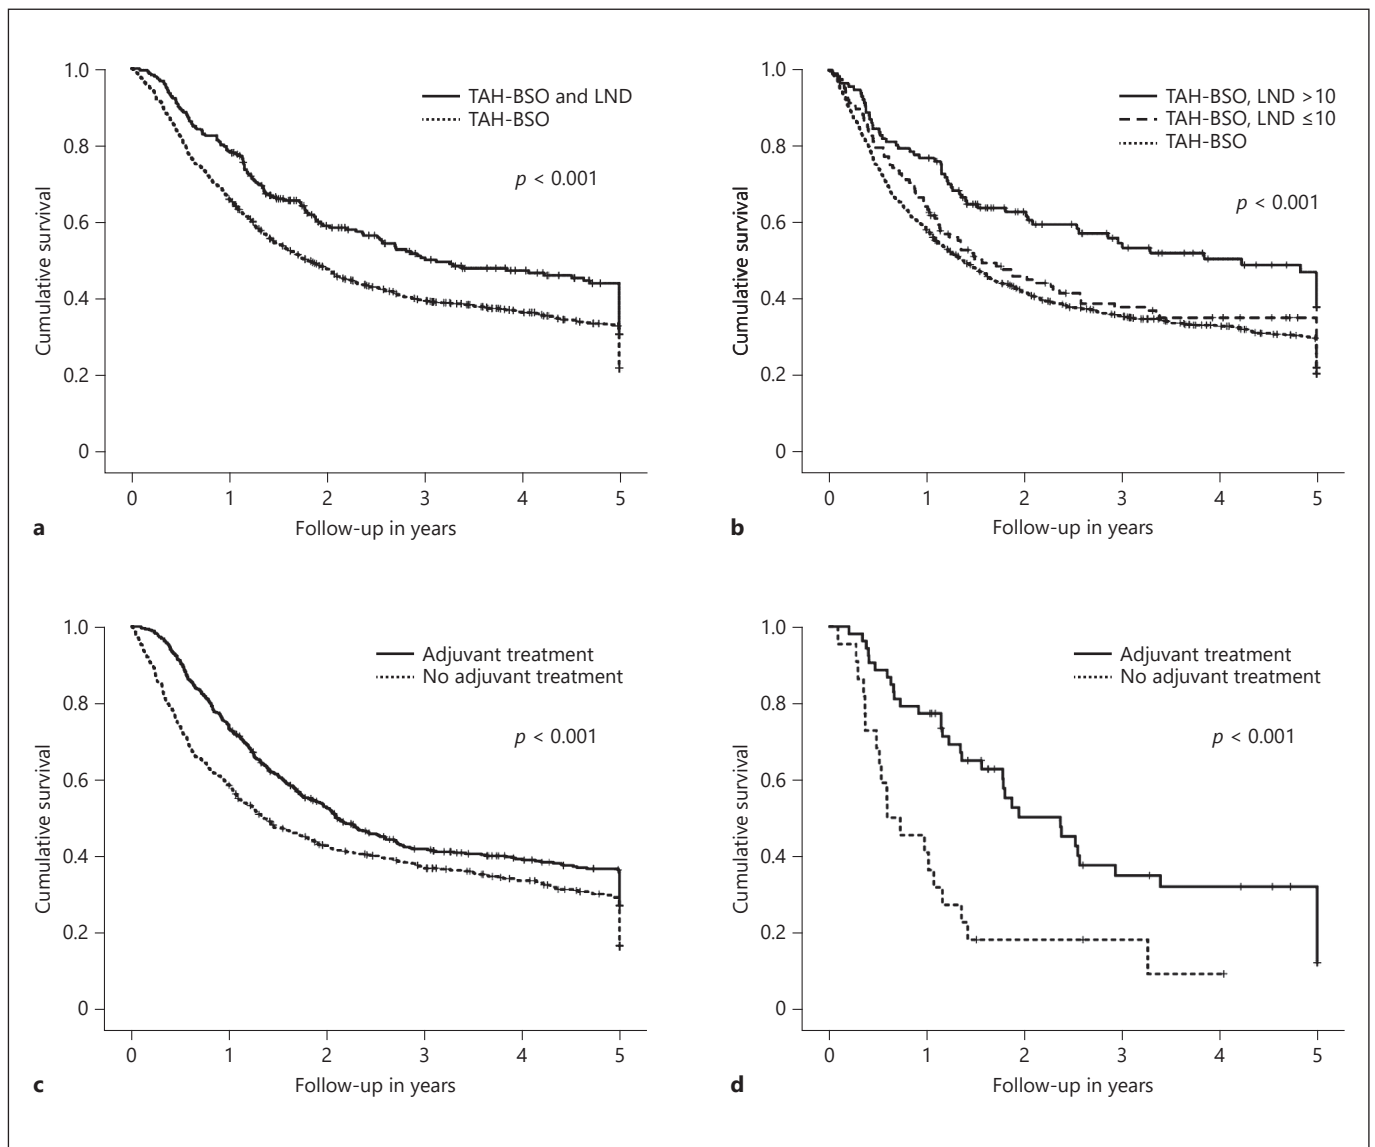 1.0
0.8
0.6
0.4
0.2
0
Cumulative survival
TAH-BSO and LND
TAH-BSO
p < 0.001
0 1 2 3 4 5
Follow-up in years
a
1.0
0.8
0.6
0.4
0.2
0
Cumulative survival
TAH-BSO, LND >10
TAH-BSO, LND ≤10
TAH-BSO
p < 0.001
0 1 2 3 4 5
Follow-up in years
b
1.0
0.8
0.6
0.4
0.2
0
Cumulative survival
Adjuvant treatment
No adjuvant treatment
p < 0.001
0 1 2 3 4 5
Follow-up in years
c
1.0
0.8
0.6
0.4
0.2
0
Cumulative survival
Adjuvant treatment
No adjuvant treatment
p < 0.001
0 1 2 3 4 5
Follow-up in years
d